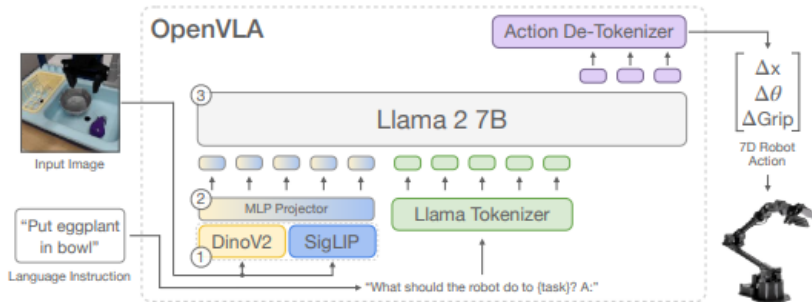 OpenVLA
Action De-Tokenizer
Δx
Δθ
ΔGrip
7D Robot
Action
Input Image
3
Llama 2 7B
2
MLP Projector
Llama Tokenizer
"Put eggplant
in bowl"
Language Instruction
DinoV2
SigLIP
1
"What should the robot do to {task}? A:"